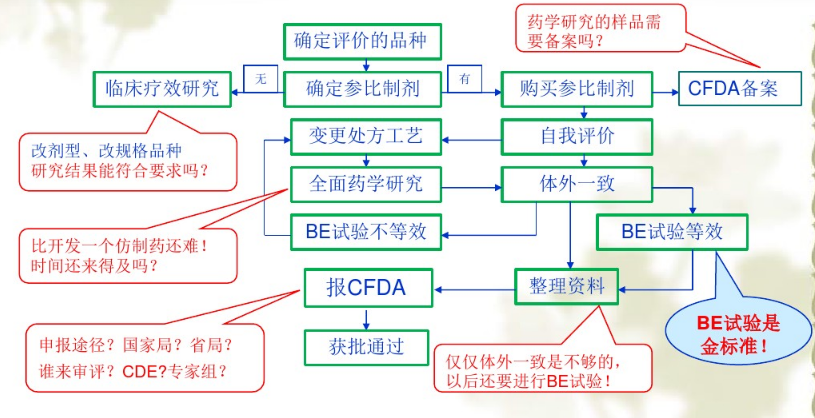 确定评价的品种
药学研究的样品需
要备案吗？
临床疗效研究
无
确定参比制剂
有
购买参比制剂
CFDA备案
改剂型、改规格品种
研究结果能符合要求吗？
变更处方工艺
自我评价
全面药学研究
体外一致
比开发一个仿制药还难！
时间还来得及吗？
BE试验不等效
BE试验等效
报CFDA
整理资料
BE试验是
金标准！
申报途径？国家局？省局？
谁来审评？CDE?专家组？
获批通过
仅仅体外一致是不够的，
以后还要进行BE试验！